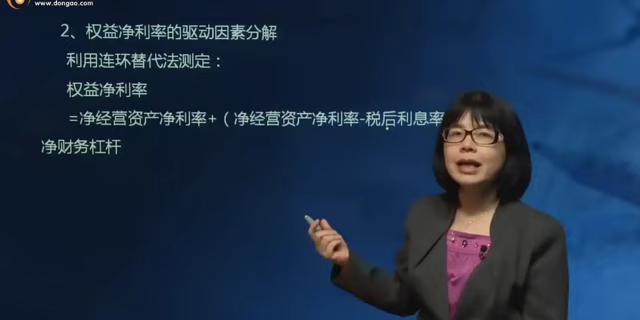 www.dongao.com
2、权益净利率的驱动因素分解
利用连环替代法测定：
权益净利率
=净经营资产净利率+（净经营资产净利率-税后利息率
净财务杠杆